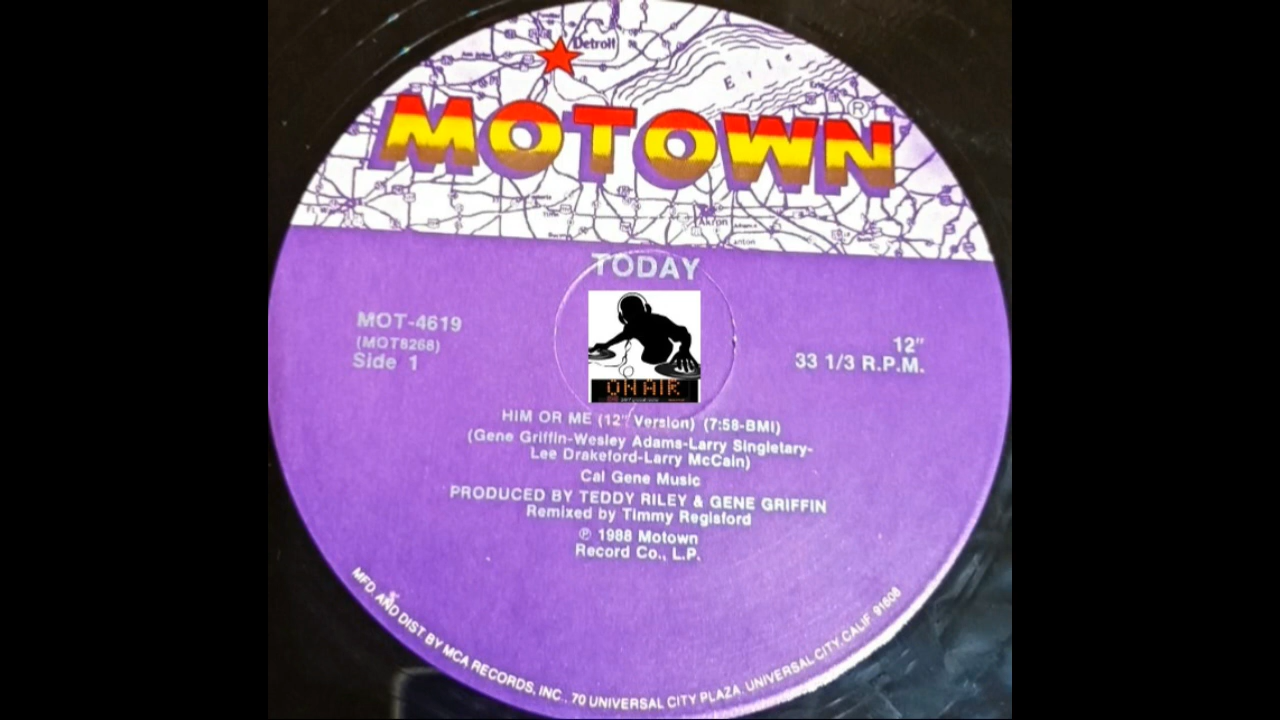 Detroit
Erie
MOTOWN®
Akron
TODAY
MOT-4619
(MOT8268)
Side 1
12"
33 1/3 R.P.M.
ON AIR
HIM OR ME (12" Version) (7:58-BMI)
(Gene Griffin-Wesley Adams-Larry Singletary-
Lee Drakeford-Larry McCain)
Cal Gene Music
PRODUCED BY TEDDY RILEY & GENE GRIFFIN
Remixed by Timmy Regisford
℗ 1988 Motown
Record Co., L.P.
MFD. AND DIST. BY MCA RECORDS, INC., 70 UNIVERSAL CITY PLAZA, UNIVERSAL CITY, CALIF. 91608